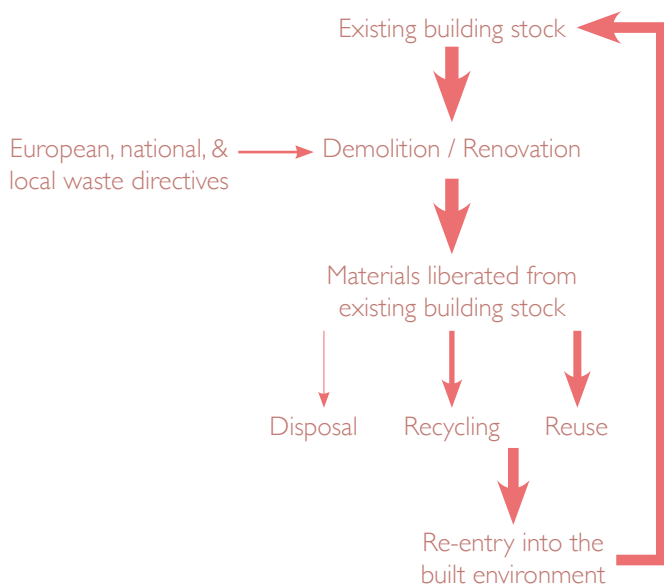 Existing building stock
European, national, &
local waste directives
Demolition / Renovation
Materials liberated from
existing building stock
Disposal
Recycling
Reuse
Re-entry into the
built environment